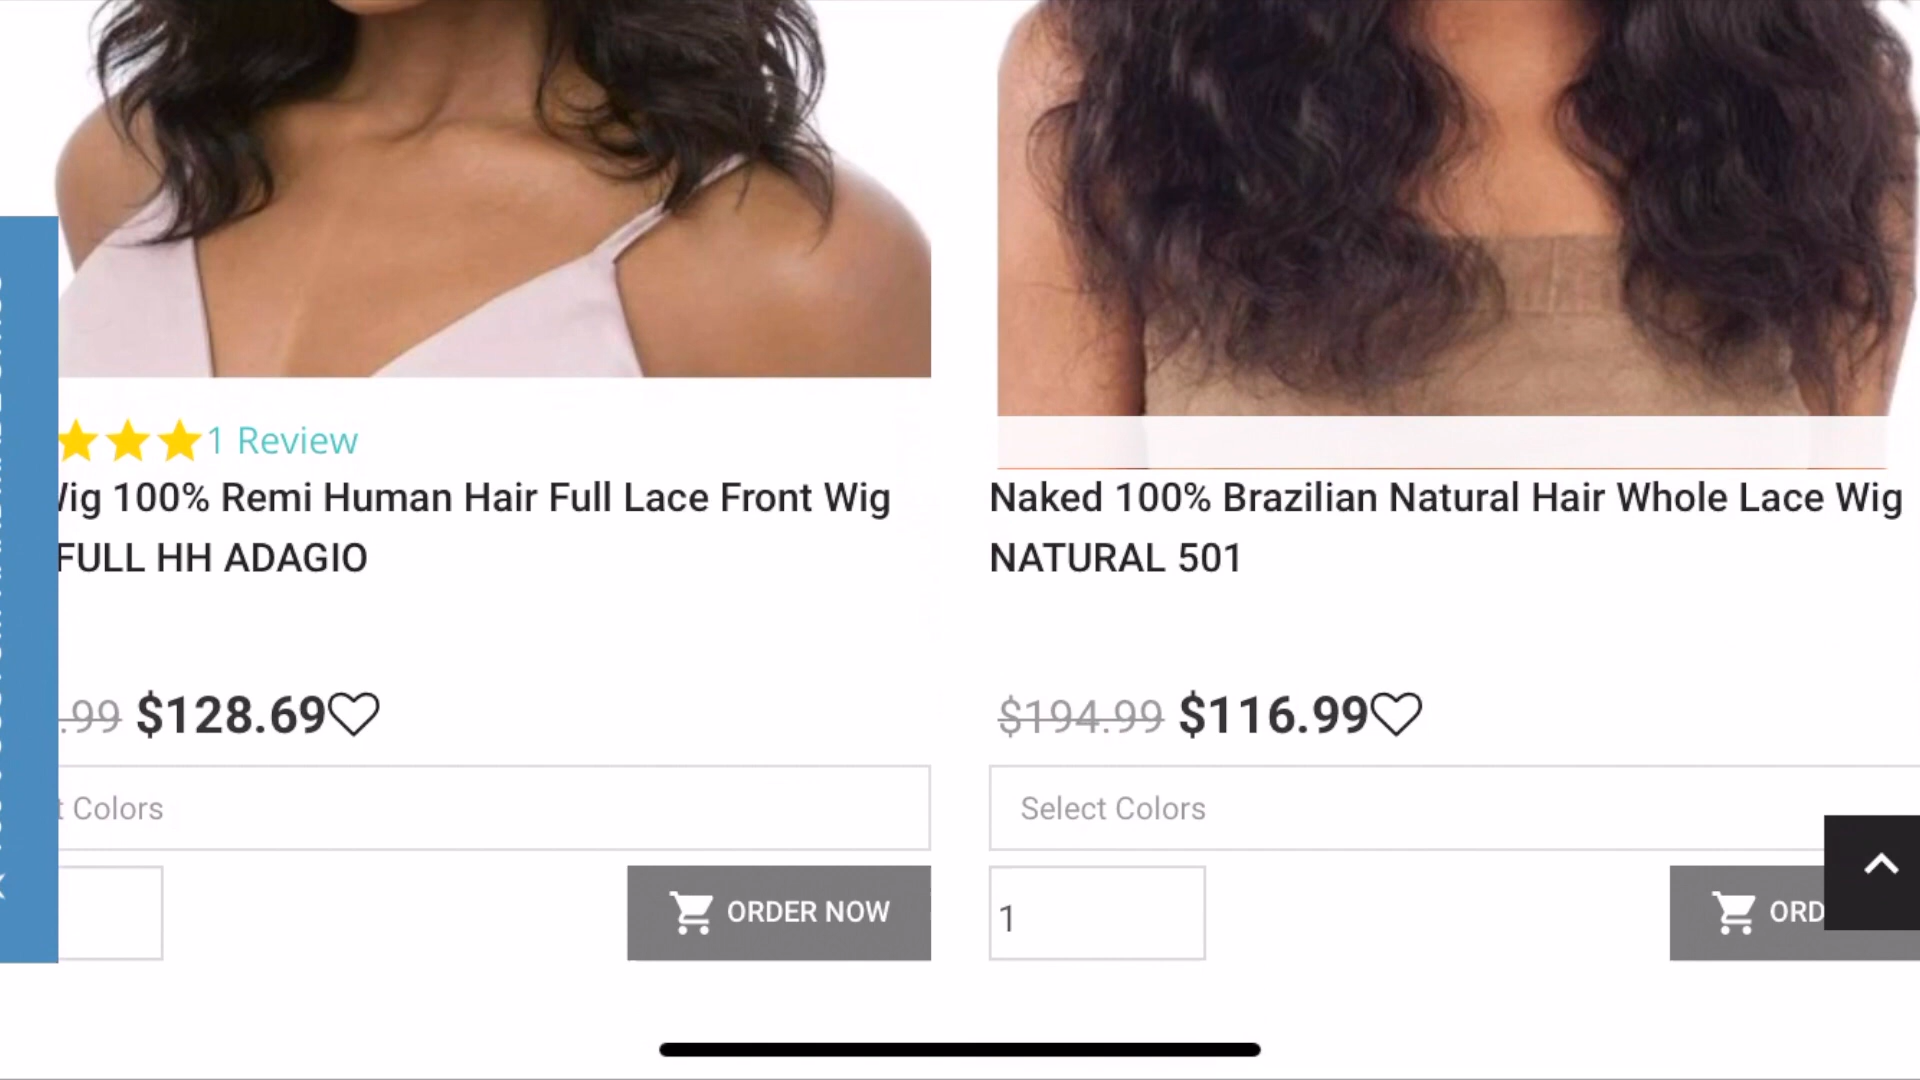 1 Review
Wig 100% Remi Human Hair Full Lace Front Wig
FULL HH ADAGIO
.99 $128.69
t Colors
ORDER NOW
Naked 100% Brazilian Natural Hair Whole Lace Wig
NATURAL 501
$194.99 $116.99
Select Colors
1
ORD